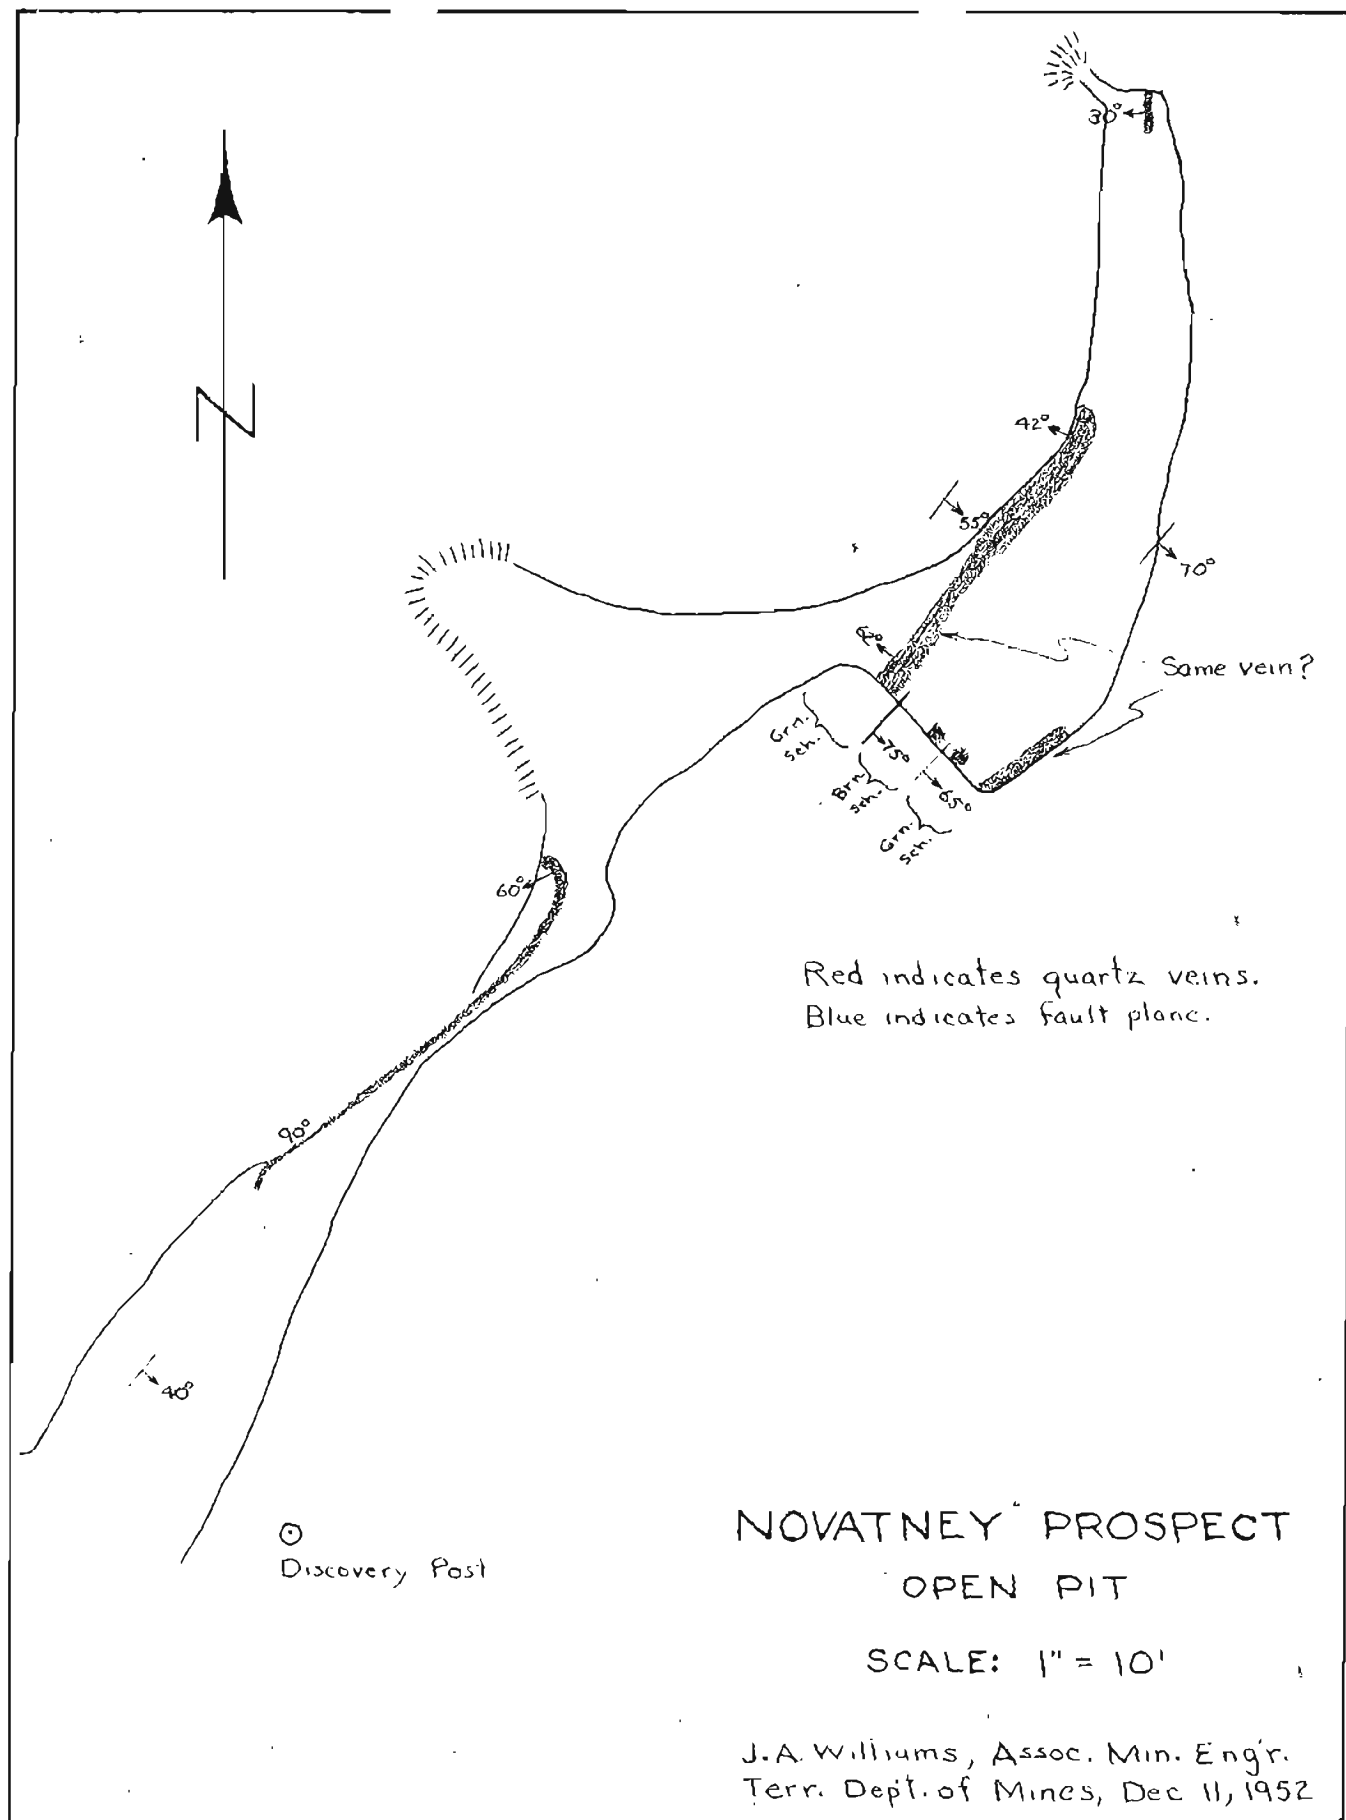 30°
N
42°
55°
70°
62°
Same vein?
Grn.
sch.
75°
Brn.
sch.
65°
Grn.
sch.
60°
Red indicates quartz veins.
Blue indicates fault plane.
90°
40°
Discovery Post
NOVATNEY PROSPECT
OPEN PIT
SCALE: 1" = 10'
J.A. Williams, Assoc. Min. Eng'r.
Terr. Dept. of Mines, Dec 11, 1952